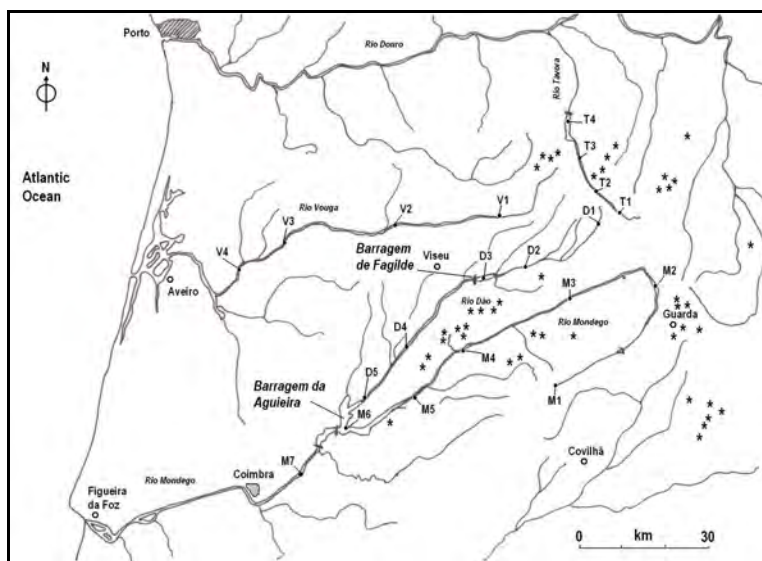 Porto
Rio Douro
N
Rio Tavora
T4
T3
Atlantic
Ocean
T2
T1
V1
V2
D1
Rio Vouga
V3
Barragem
de Fagilde
Viseu
D3
D2
V4
M3
M2
Aveiro
Rio Dão
Rio Mondego
Guarda
D4
M4
D5
Barragem da
Aguieira
M1
M6
M5
Covilhã
M7
Coimbra
Rio Mondego
Figueira
da Foz
km
0
30